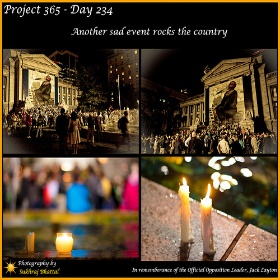 Project 365 - Day 234
Another sad event rocks the country
Photography by
Sukhraj Bhattal
In rememberance of the Official Opposition Leader, Jack Layton